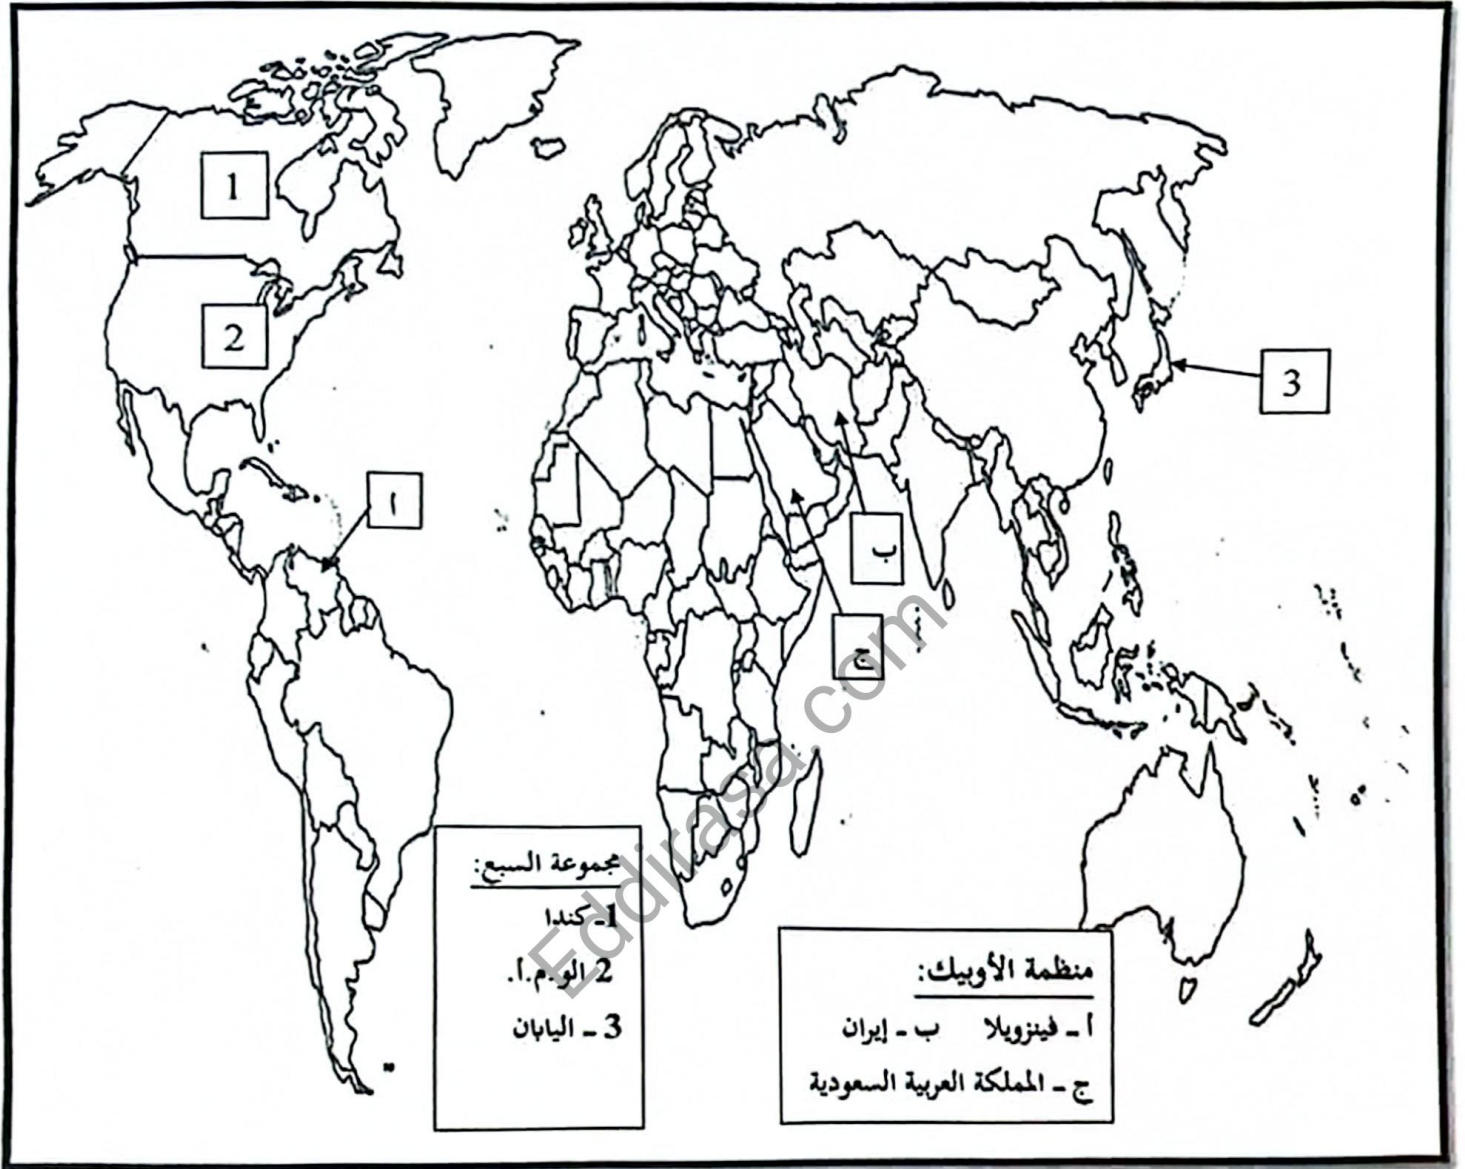 1
2
3
أ
ب
ج
مجموعة السبع:
1ـ كندا
2 الو.م.أ.
3 ـ اليابان
منظمة الأوبيك:
أ ـ فينزويلا ب ـ إيران
ج ـ المملكة العربية السعودية
Eddirasa.com